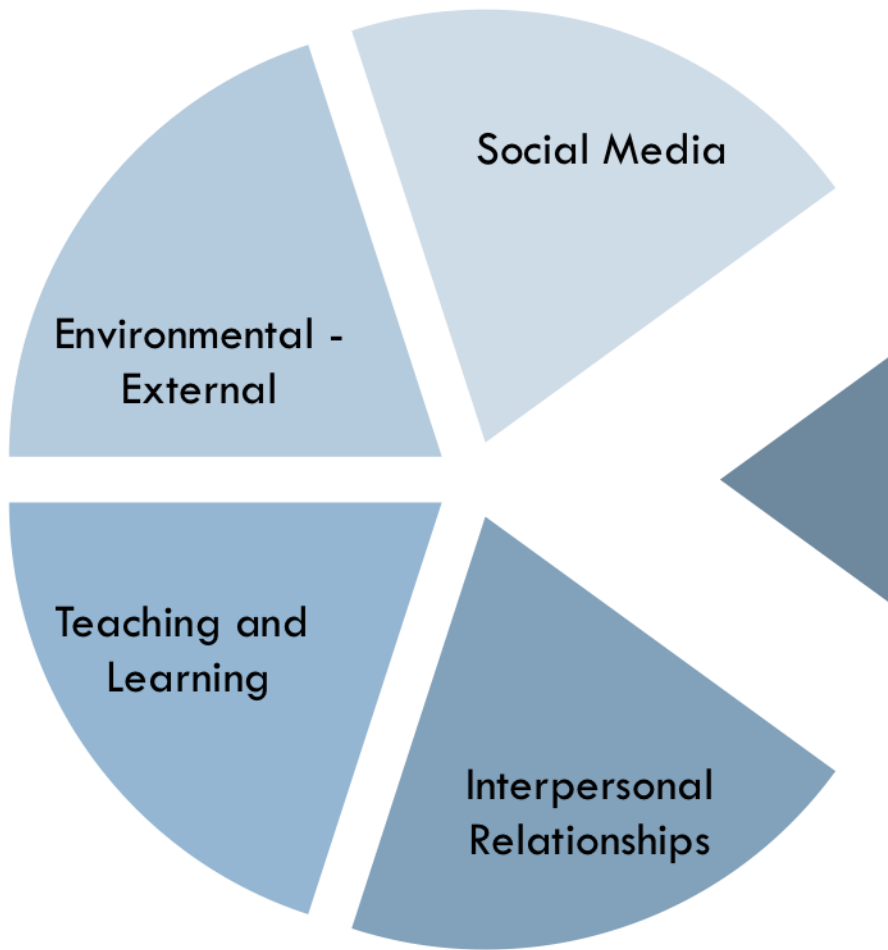 Social Media
Environmental -
External
Teaching and
Learning
Interpersonal
Relationships